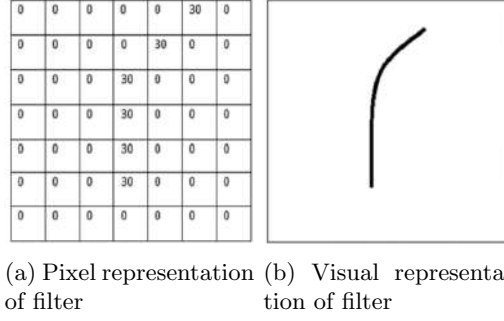 0 0 0 0 0 30 0
0 0 0 0 30 0 0
0 0 0 30 0 0 0
0 0 0 30 0 0 0
0 0 0 30 0 0 0
0 0 0 30 0 0 0
0 0 0 0 0 0 0
(a) Pixel representation
of filter
(b) Visual representa-
tion of filter